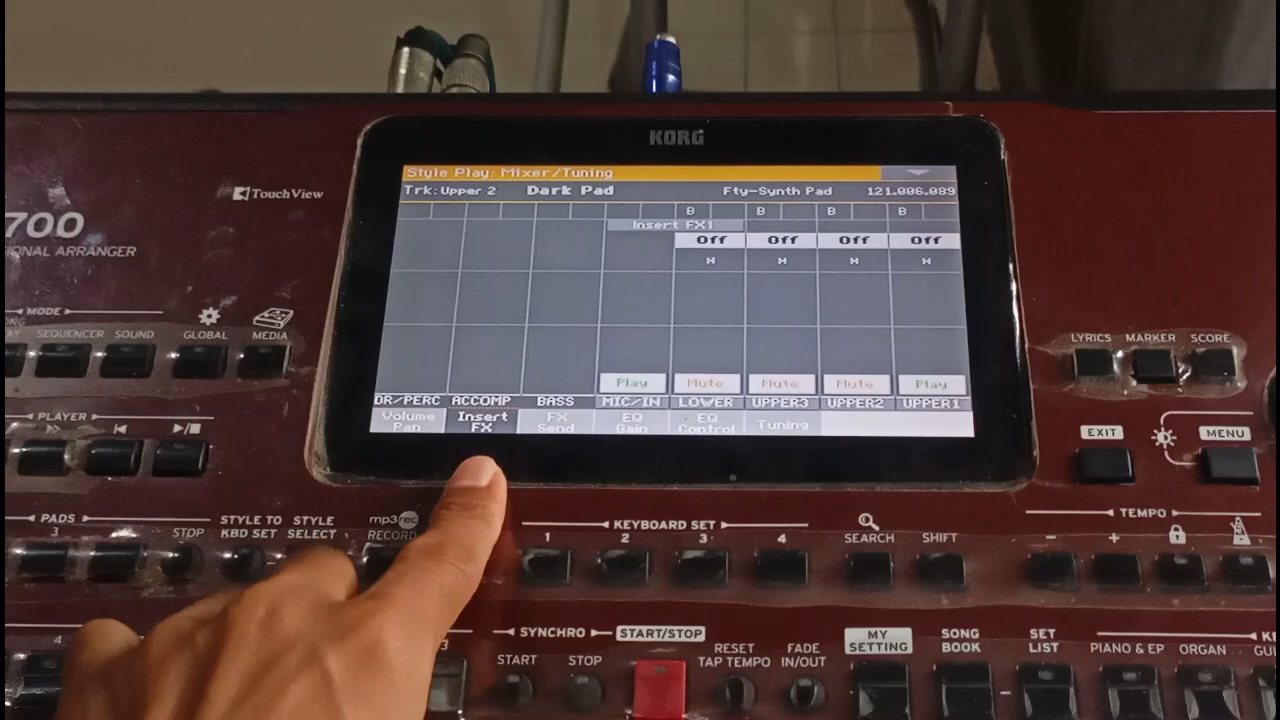 KORG
TouchView
700
IONAL ARRANGER
Style Play: Mixer/Tuning
Trk: Upper 2 Dark Pad Fty-Synth Pad 121.006.089
B B B B
Insert FX1
Off Off Off Off
Play Mute Mute Mute Play
DR/PERC ACCOMP BASS MIC/IN LOWER UPPER3 UPPER2 UPPER1
Volume Pan
Insert FX
FX Send
EQ Gain
EQ Control
Tuning
MODE
SEQUENCER SOUND GLOBAL MEDIA
LYRICS MARKER SCORE
PLAYER
EXIT MENU
PADS
3 STOP
STYLE TO KBD SET
STYLE SELECT
mp3rec
RECORD
KEYBOARD SET
1 2 3 4
SEARCH SHIFT
TEMPO
- +
4
3
SYNCHRO
START STOP
START/STOP
RESET
TAP TEMPO
FADE
IN/OUT
MY SETTING
SONG BOOK
SET LIST
PIANO & EP ORGAN